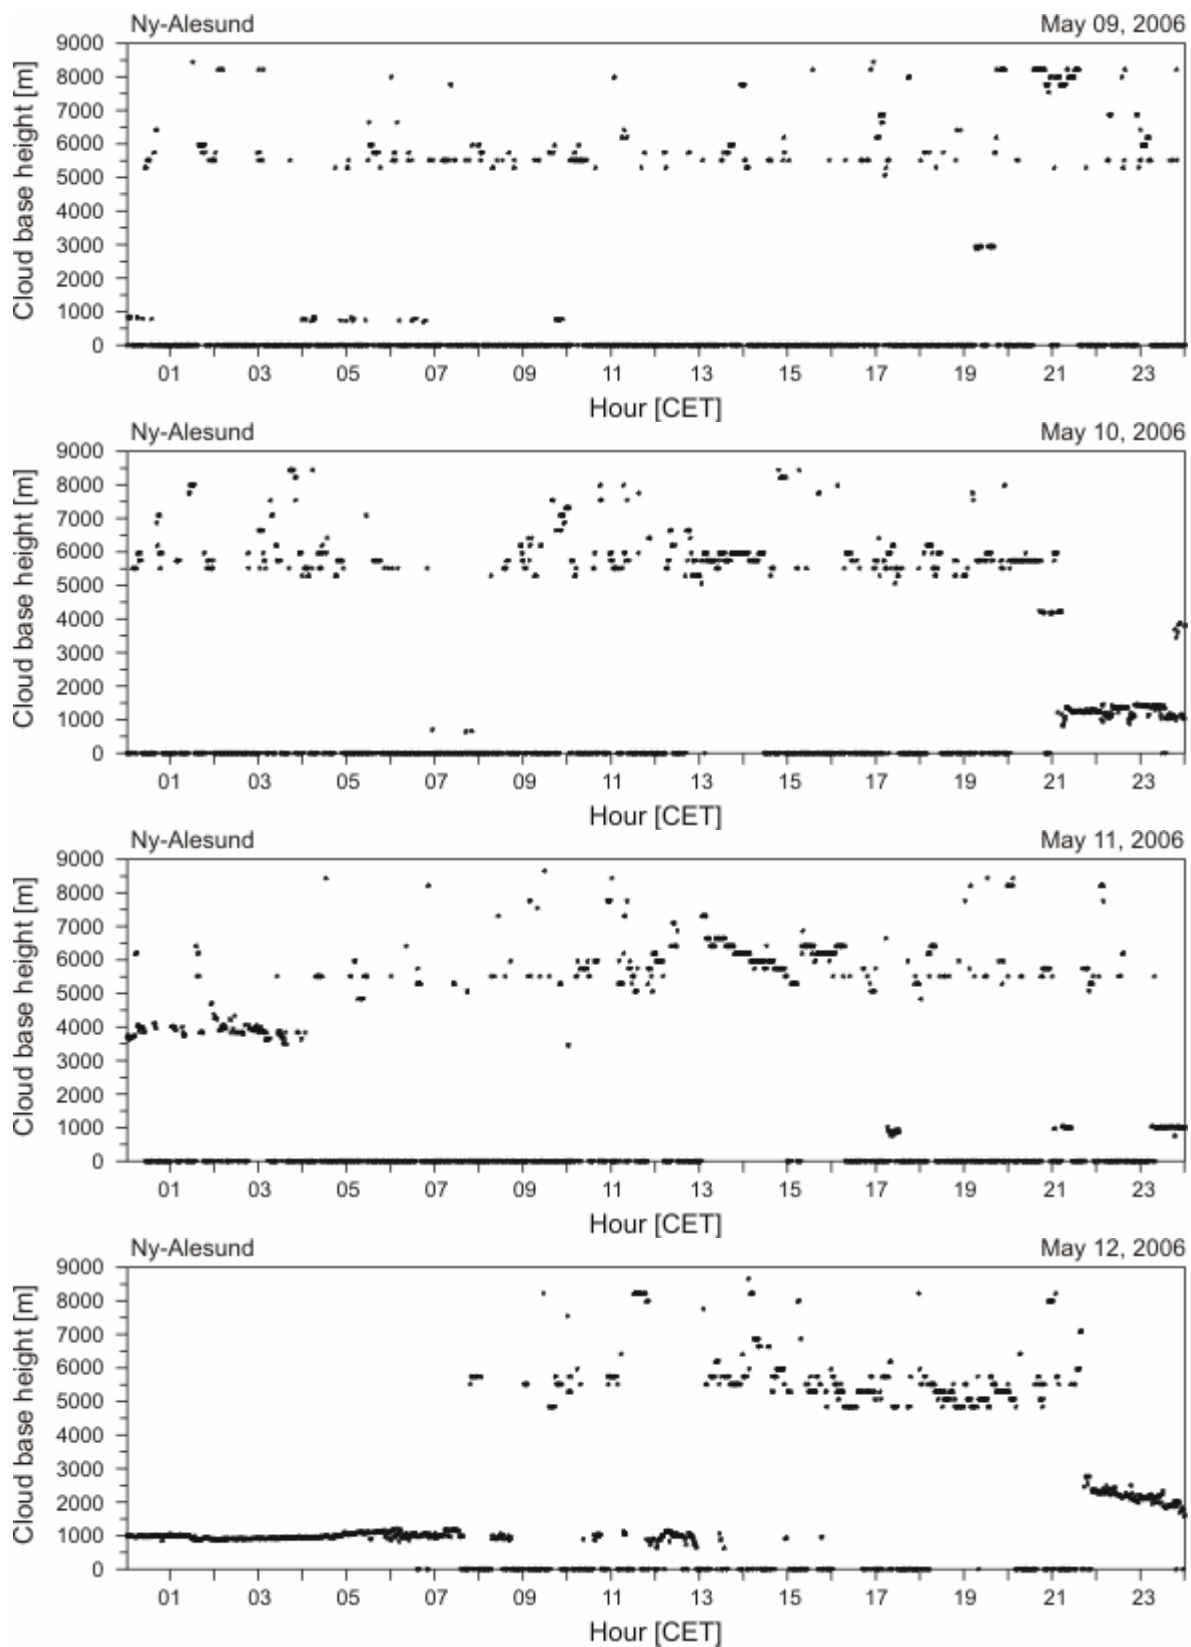 Ny-Alesund May 09, 2006
Cloud base height [m]
9000
8000
7000
6000
5000
4000
3000
2000
1000
0
01 03 05 07 09 11 13 15 17 19 21 23
Hour [CET]
Ny-Alesund May 10, 2006
Cloud base height [m]
9000
8000
7000
6000
5000
4000
3000
2000
1000
0
01 03 05 07 09 11 13 15 17 19 21 23
Hour [CET]
Ny-Alesund May 11, 2006
Cloud base height [m]
9000
8000
7000
6000
5000
4000
3000
2000
1000
0
01 03 05 07 09 11 13 15 17 19 21 23
Hour [CET]
Ny-Alesund May 12, 2006
Cloud base height [m]
9000
8000
7000
6000
5000
4000
3000
2000
1000
0
01 03 05 07 09 11 13 15 17 19 21 23
Hour [CET]